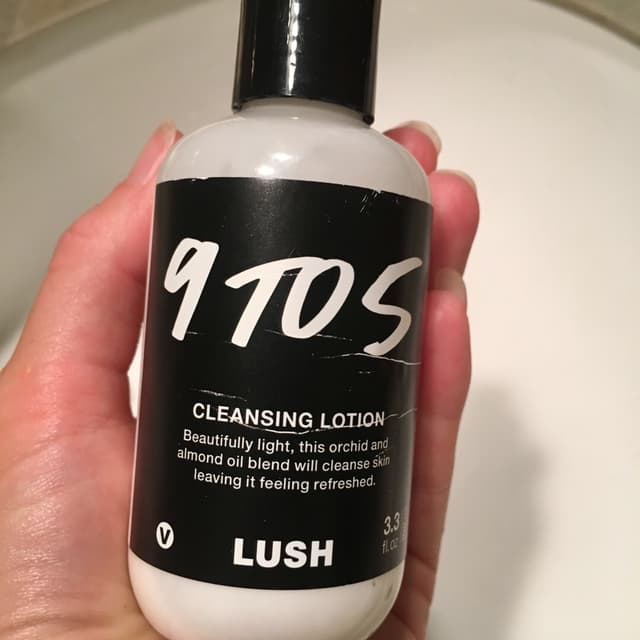 9 TO 5
CLEANSING LOTION
Beautifully light, this orchid and
almond oil blend will cleanse skin
leaving it feeling refreshed.
V
LUSH
3.3
fl. oz